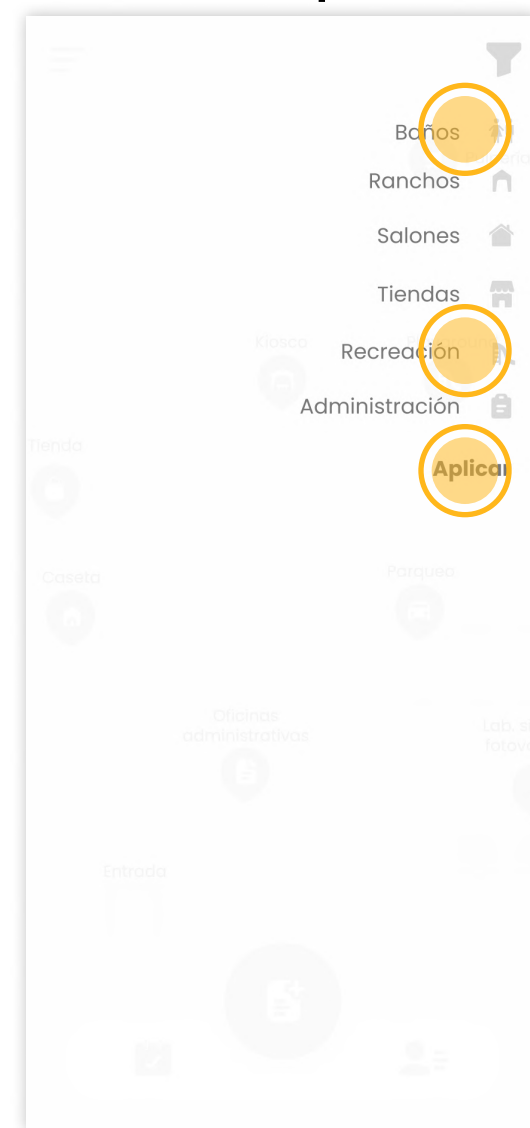 Baños
Ranchos
Salones
Tiendas
Kiosco
Recreación
Administración
Tienda
Aplicar
Caseta
Parqueo
Oficinas
administrativas
Entrada